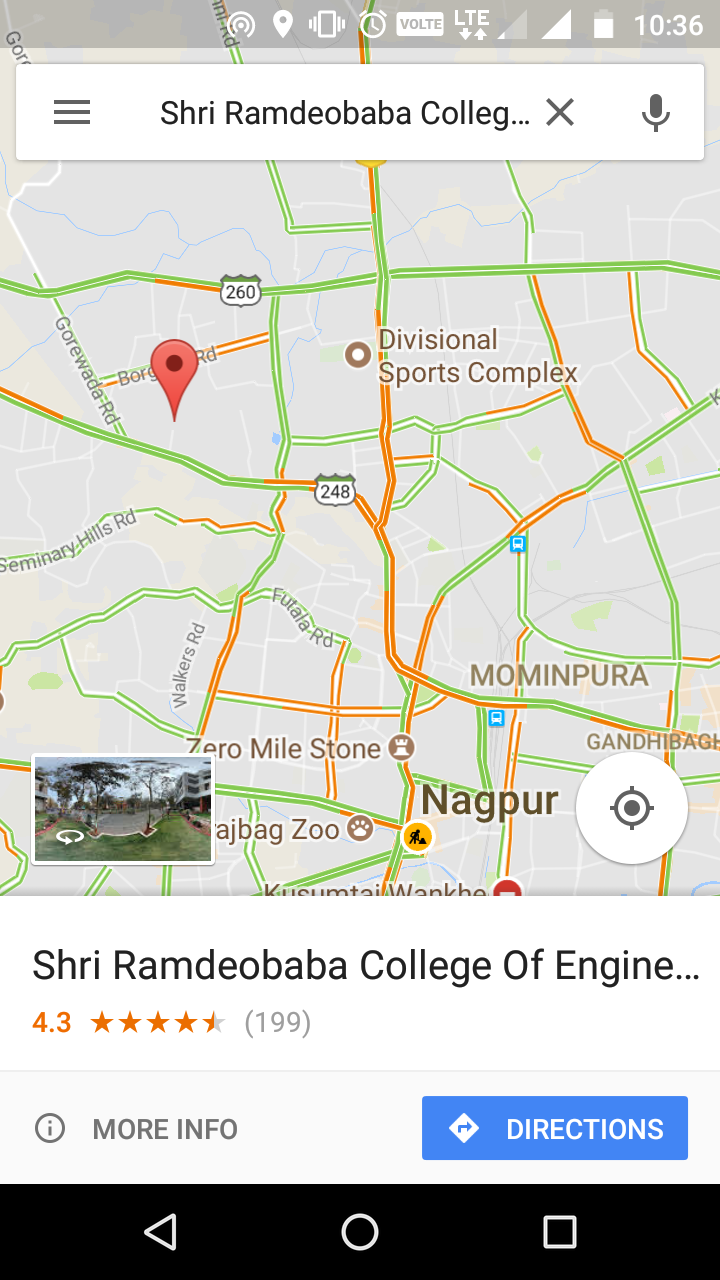 VOLTE LTE 10:36
Shri Ramdeobaba Colleg...
260
Gorewada Rd
Rd
Divisional
Sports Complex
248
Seminary Hills Rd
Futala Rd
Walkers Rd
MOMINPURA
Zero Mile Stone
GANDHIBAGH
Nagpur
rajbag Zoo
Kusumtai Wankhe
Shri Ramdeobaba College Of Engine...
4.3 (199)
MORE INFO
DIRECTIONS